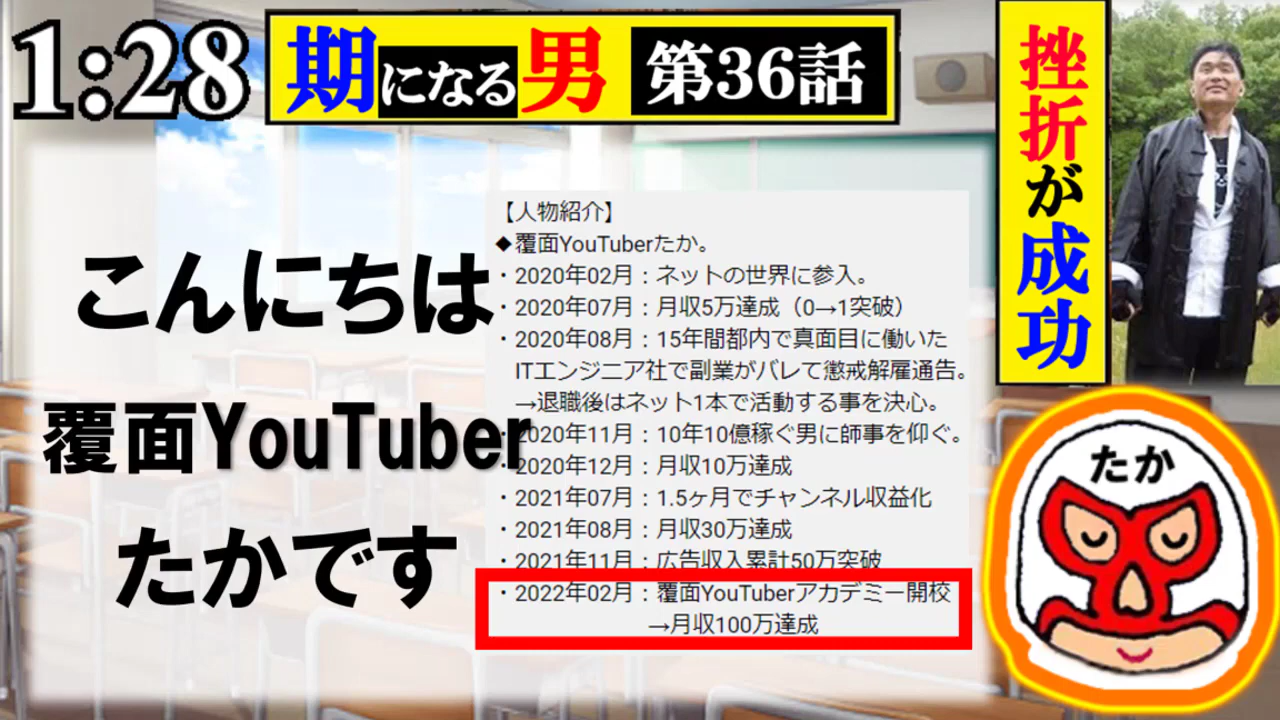 1:28
期になる男 第36話
挫折が成功
こんにちは
覆面YouTuber
たかです
【人物紹介】
◆覆面YouTuberたか。
・2020年02月：ネットの世界に参入。
・2020年07月：月収5万達成（0→1突破）
・2020年08月：15年間都内で真面目に働いた
ITエンジニア社で副業がバレて懲戒解雇通告。
→退職後はネット1本で活動する事を決心。
・2020年11月：10年10億稼ぐ男に師事を仰ぐ。
・2020年12月：月収10万達成
・2021年07月：1.5ヶ月でチャンネル収益化
・2021年08月：月収30万達成
・2021年11月：広告収入累計50万突破
・2022年02月：覆面YouTuberアカデミー開校
→月収100万達成
たか